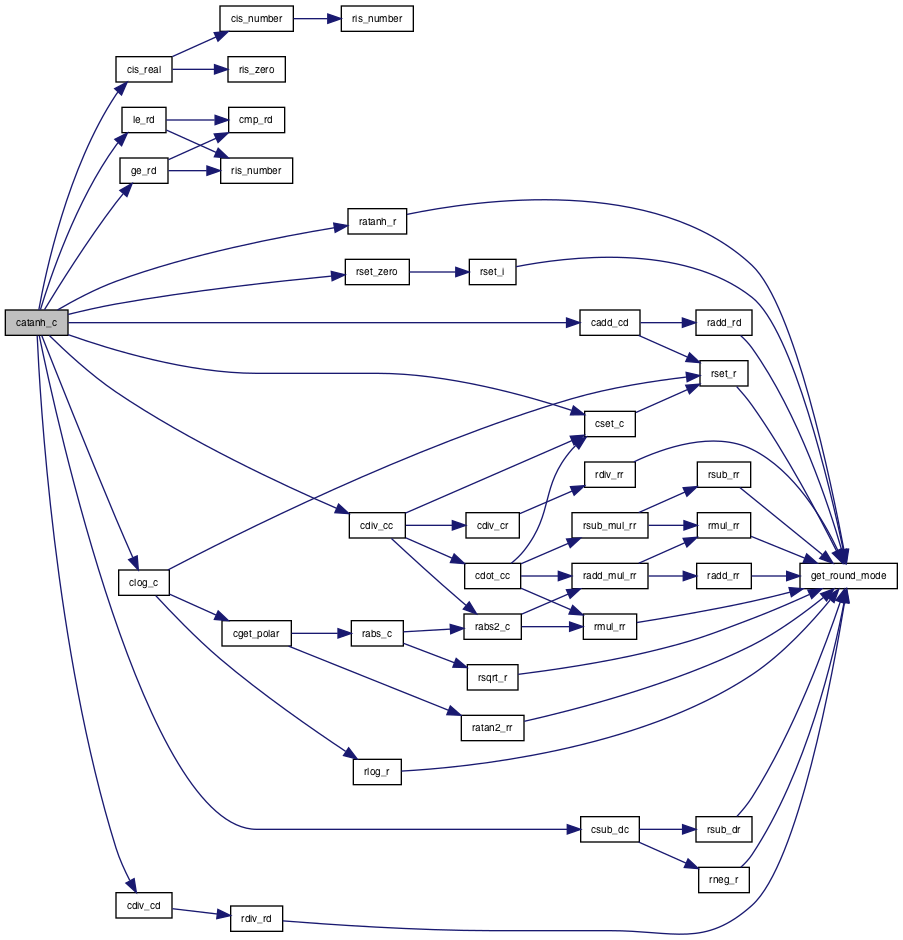 cis_number
ris_number
cis_real
ris_zero
le_rd
cmp_rd
ge_rd
ris_number
ratanh_r
rset_zero
rset_i
catanh_c
cadd_cd
radd_rd
rset_r
cset_c
rdiv_rr
rsub_rr
cdiv_cc
cdiv_cr
rsub_mul_rr
rmul_rr
clog_c
cdot_cc
radd_mul_rr
radd_rr
get_round_mode
cget_polar
rabs_c
rabs2_c
rmul_rr
rsqrt_r
ratan2_rr
rlog_r
csub_dc
rsub_dr
rneg_r
cdiv_cd
rdiv_rd